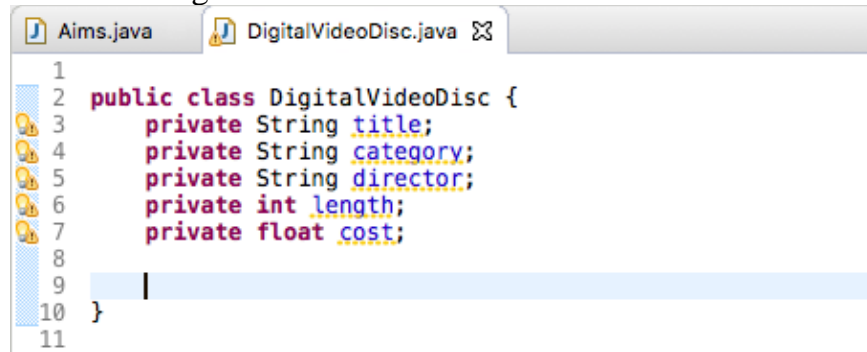 Aims.java DigitalVideoDisc.java
1
2 public class DigitalVideoDisc {
3 private String title;
4 private String category;
5 private String director;
6 private int length;
7 private float cost;
8
9
10 }
11